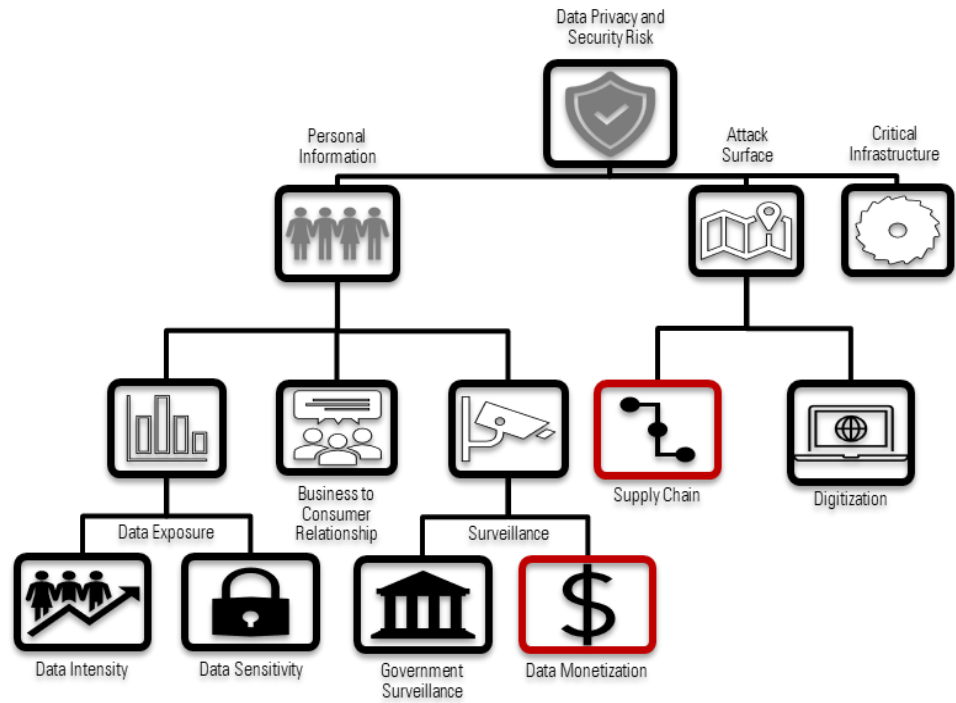 Data Privacy and
Security Risk
Personal
Information
Attack
Surface
Critical
Infrastructure
Data Exposure
Business to
Consumer
Relationship
Surveillance
Supply Chain
Digitization
Data Intensity
Data Sensitivity
Government
Surveillance
Data Monetization